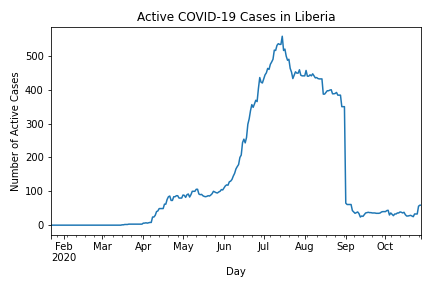 Active COVID-19 Cases in Liberia
Number of Active Cases
500
400
300
200
100
0
Feb Mar Apr May Jun Jul Aug Sep Oct
2020
Day